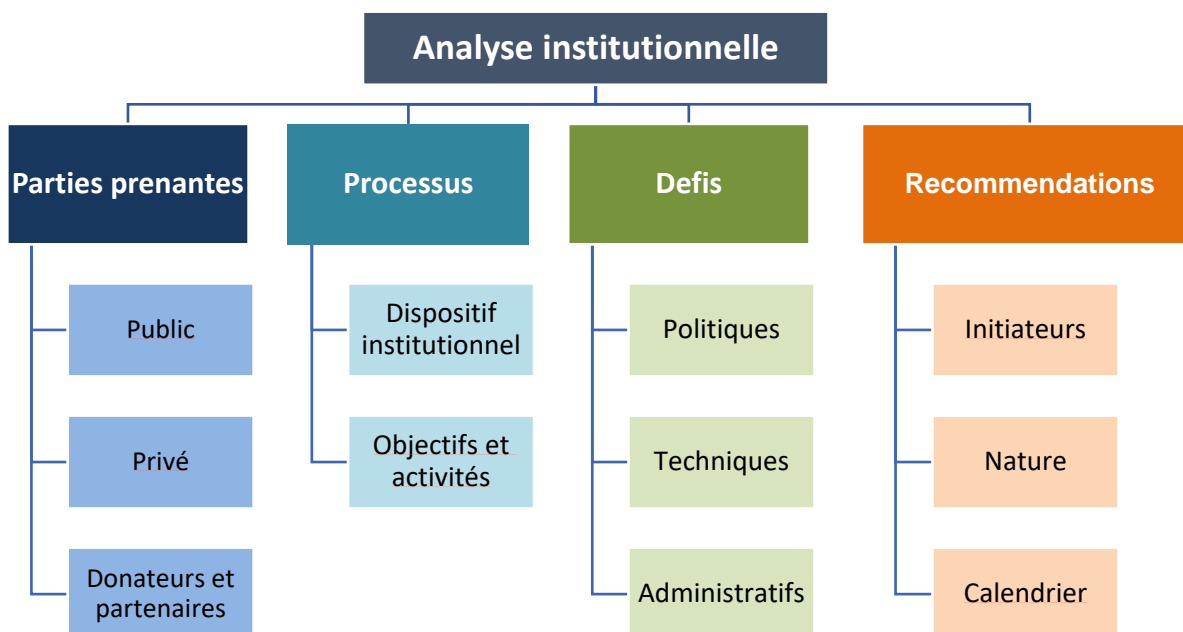 Analyse institutionnelle
Parties prenantes
Processus
Defis
Recommendations
Public
Dispositif
institutionnel
Politiques
Initiateurs
Privé
Objectifs et
activités
Techniques
Nature
Donateurs et
partenaires
Administratifs
Calendrier